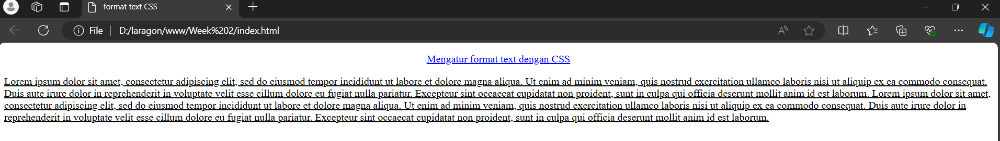 format text CSS
File
D:/laragon/www/Week%202/index.html
Mengatur format text dengan CSS
Lorem ipsum dolor sit amet, consectetur adipiscing elit, sed do eiusmod tempor incididunt ut labore et dolore magna aliqua. Ut enim ad minim veniam, quis nostrud exercitation ullamco laboris nisi ut aliquip ex ea commodo consequat.
Duis aute irure dolor in reprehenderit in voluptate velit esse cillum dolore eu fugiat nulla pariatur. Excepteur sint occaecat cupidatat non proident, sunt in culpa qui officia deserunt mollit anim id est laborum. Lorem ipsum dolor sit amet,
consectetur adipiscing elit, sed do eiusmod tempor incididunt ut labore et dolore magna aliqua. Ut enim ad minim veniam, quis nostrud exercitation ullamco laboris nisi ut aliquip ex ea commodo consequat. Duis aute irure dolor in
reprehenderit in voluptate velit esse cillum dolore eu fugiat nulla pariatur. Excepteur sint occaecat cupidatat non proident, sunt in culpa qui officia deserunt mollit anim id est laborum.